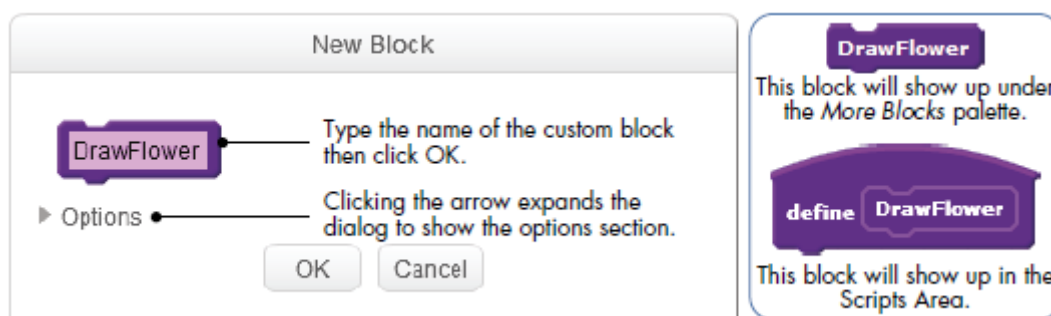 New Block
DrawFlower
Type the name of the custom block
then click OK.
Options
Clicking the arrow expands the
dialog to show the options section.
OK
Cancel
DrawFlower
This block will show up under
the More Blocks palette.
define DrawFlower
This block will show up in the
Scripts Area.